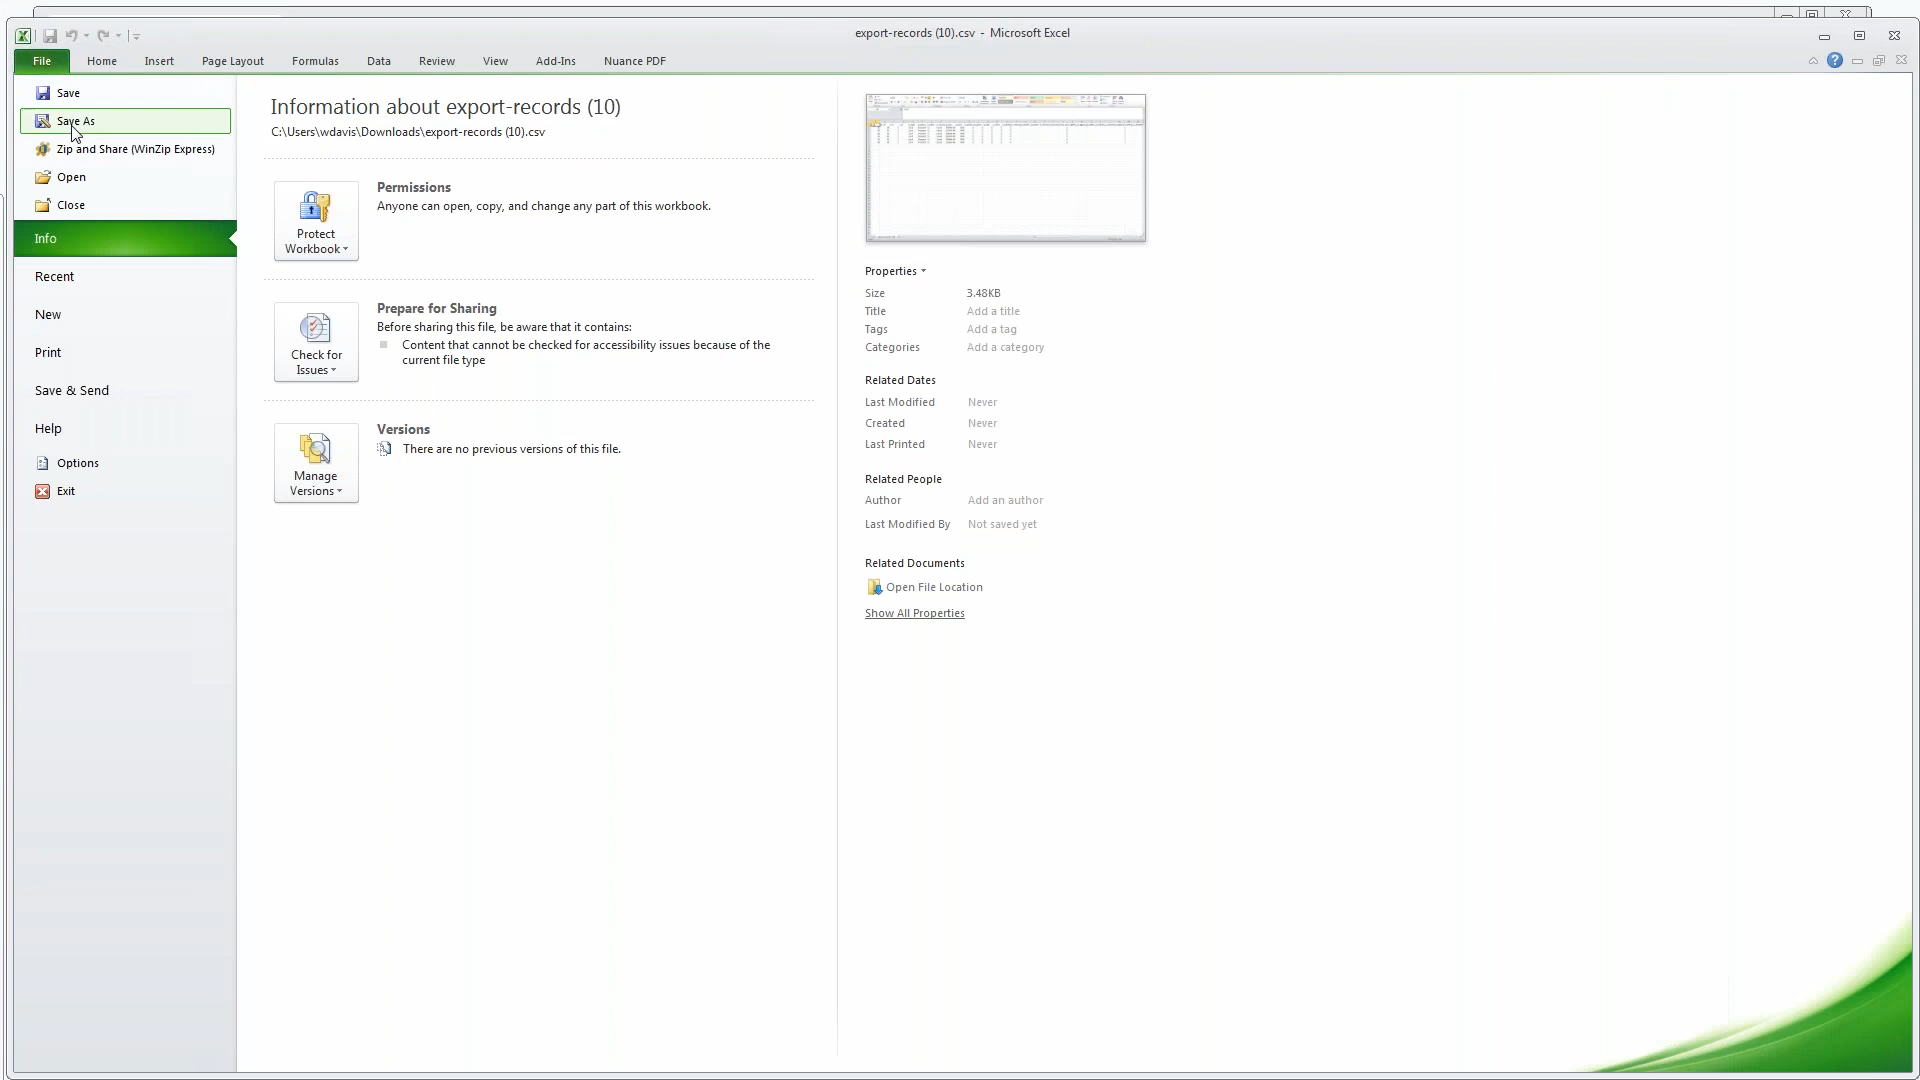 export-records (10).csv - Microsoft Excel
File Home Insert Page Layout Formulas Data Review View Add-Ins Nuance PDF
Save
Save As
Zip and Share (WinZip Express)
Open
Close
Info
Recent
New
Print
Save & Send
Help
Options
Exit
Information about export-records (10)
C:\Users\wdavis\Downloads\export-records (10).csv
Protect
Workbook
Permissions
Anyone can open, copy, and change any part of this workbook.
Check for
Issues
Prepare for Sharing
Before sharing this file, be aware that it contains:
Content that cannot be checked for accessibility issues because of the
current file type
Manage
Versions
Versions
There are no previous versions of this file.
Properties
Size 3.48KB
Title Add a title
Tags Add a tag
Categories Add a category
Related Dates
Last Modified Never
Created Never
Last Printed Never
Related People
Author Add an author
Last Modified By Not saved yet
Related Documents
Open File Location
Show All Properties